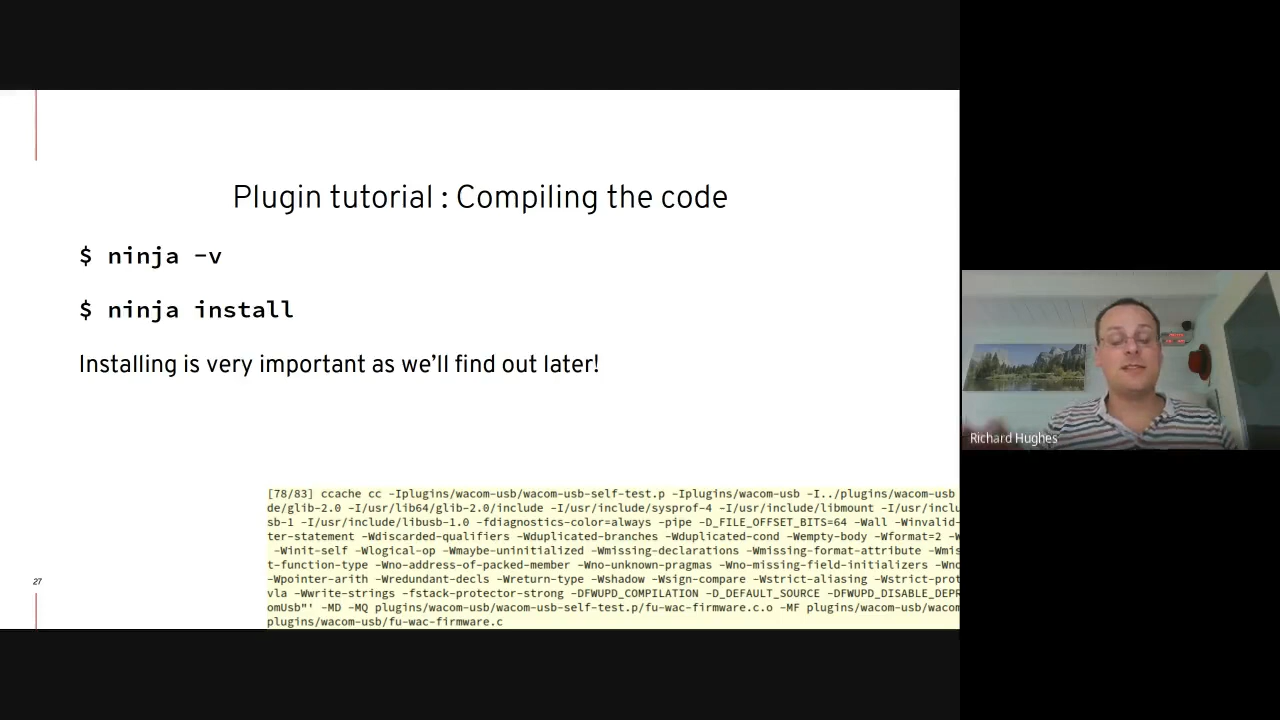 Plugin tutorial : Compiling the code
$ ninja -v
$ ninja install
Installing is very important as we'll find out later!
[78/83] ccache cc -Iplugins/wacom-usb/wacom-usb-self-test.p -Iplugins/wacom-usb -I../plugins/wacom-usb
de/glib-2.0 -I/usr/lib64/glib-2.0/include -I/usr/include/sysprof-4 -I/usr/include/libmount -I/usr/inclu
sb-1 -I/usr/include/libusb-1.0 -fdiagnostics-color=always -pipe -D_FILE_OFFSET_BITS=64 -Wall -Winvalid-
ter-statement -Wdiscarded-qualifiers -Wduplicated-branches -Wduplicated-cond -Wempty-body -Wformat=2 -W
-Winit-self -Wlogical-op -Wmaybe-uninitialized -Wmissing-declarations -Wmissing-format-attribute -Wmis
t-function-type -Wno-address-of-packed-member -Wno-unknown-pragmas -Wno-missing-field-initializers -Wno
-Wpointer-arith -Wredundant-decls -Wreturn-type -Wshadow -Wsign-compare -Wstrict-aliasing -Wstrict-prot
vla -Wwrite-strings -fstack-protector-strong -DFWUPD_COMPILATION -D_DEFAULT_SOURCE -DFWUPD_DISABLE_DEPR
omUsb"' -MD -MQ plugins/wacom-usb/wacom-usb-self-test.p/fu-wac-firmware.c.o -MF plugins/wacom-usb/wacom
plugins/wacom-usb/fu-wac-firmware.c
27
Richard Hughes